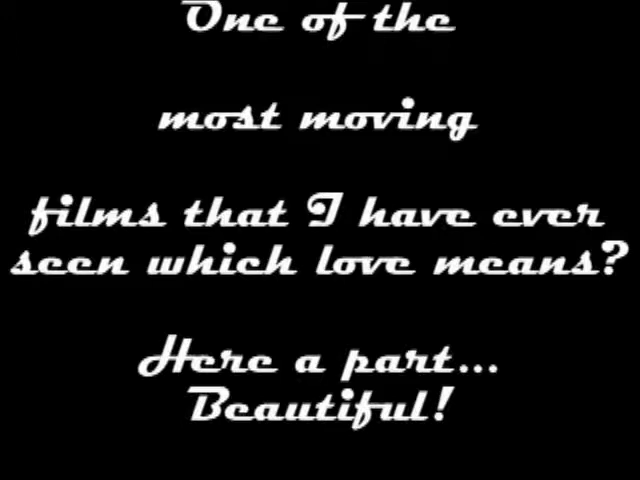 One of the
most moving
films that I have ever
seen which love means?
Here a part...
Beautiful!